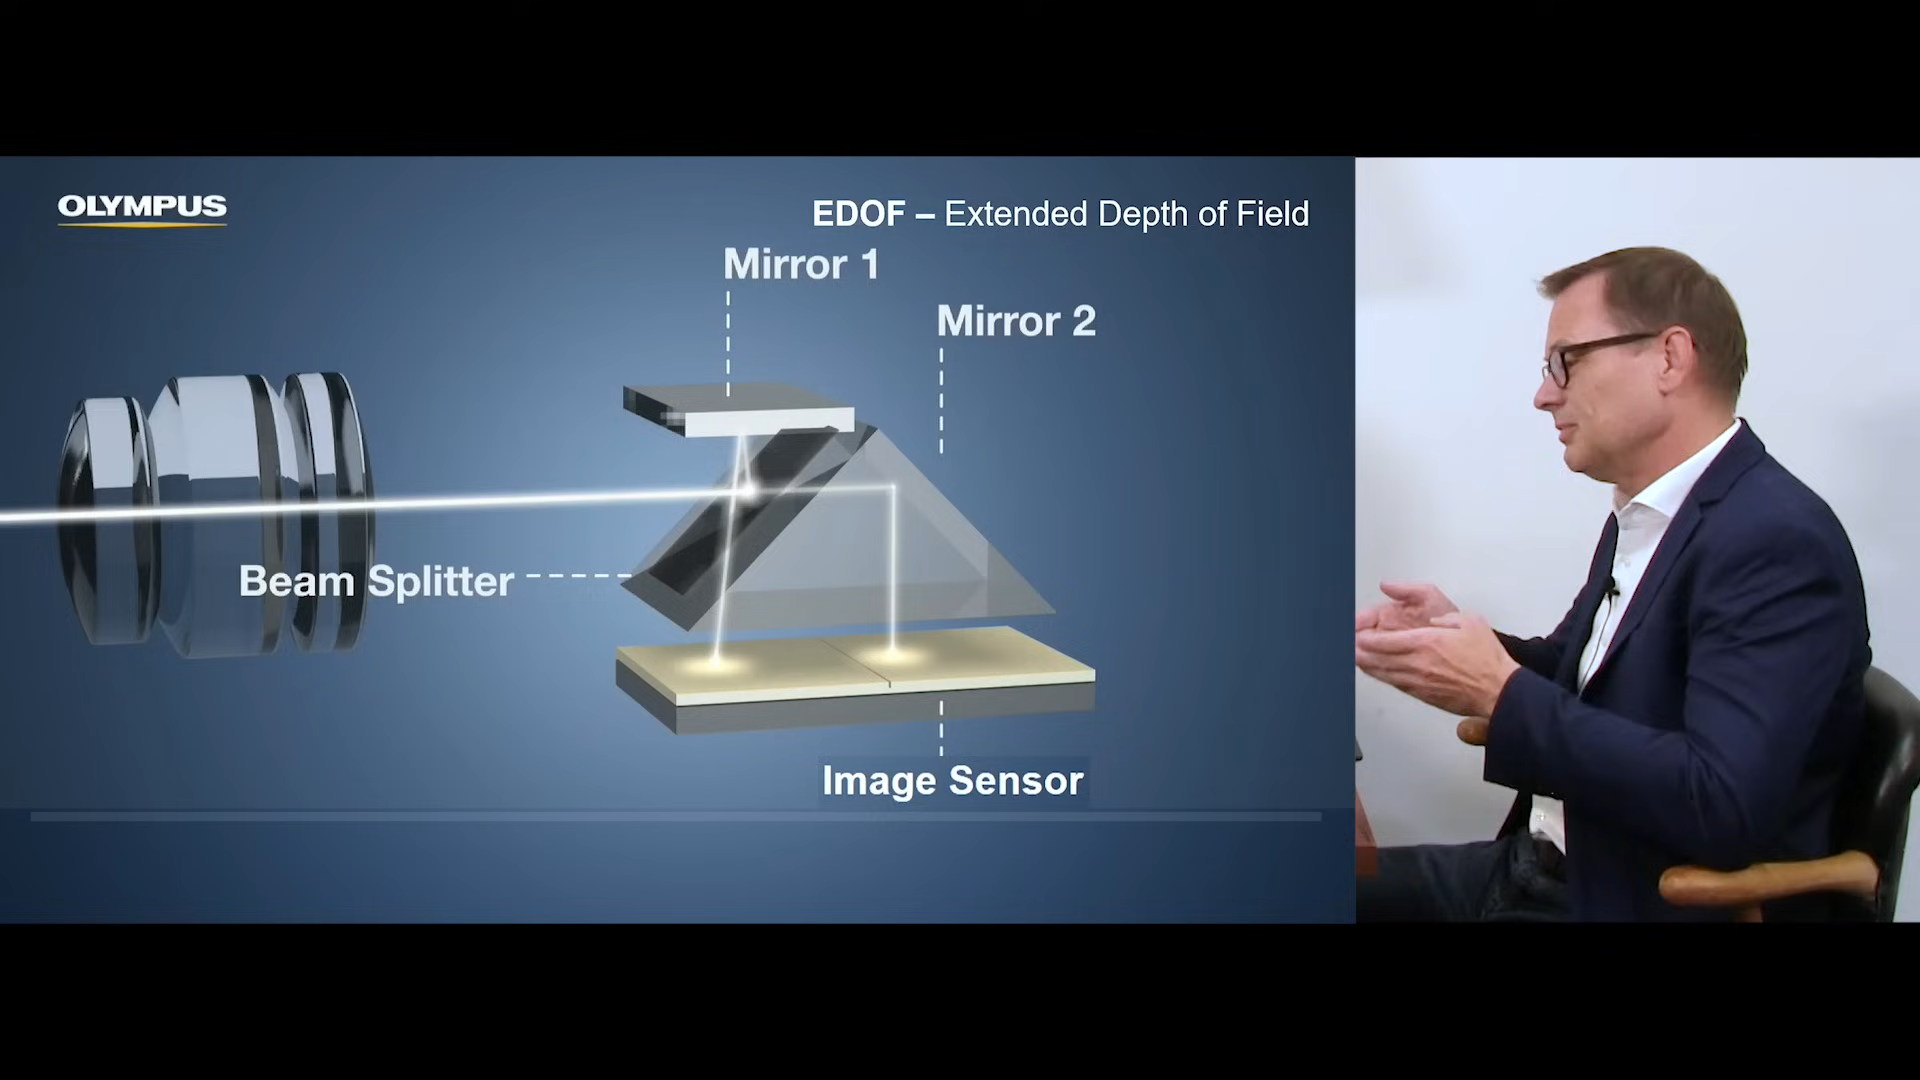 OLYMPUS
EDOF – Extended Depth of Field
Mirror 1
Mirror 2
Beam Splitter
Image Sensor